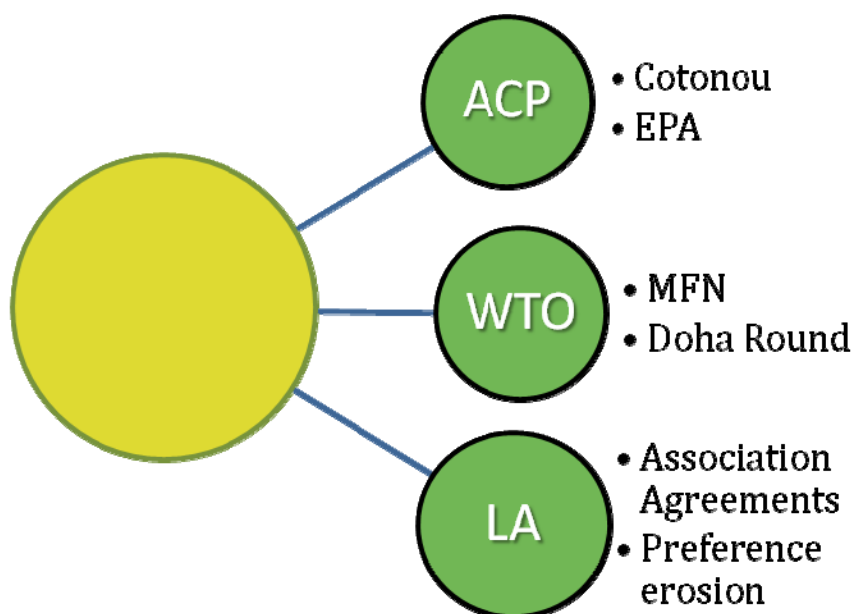 ACP
• Cotonou
• EPA
WTO
• MFN
• Doha Round
LA
• Association
Agreements
• Preference
erosion